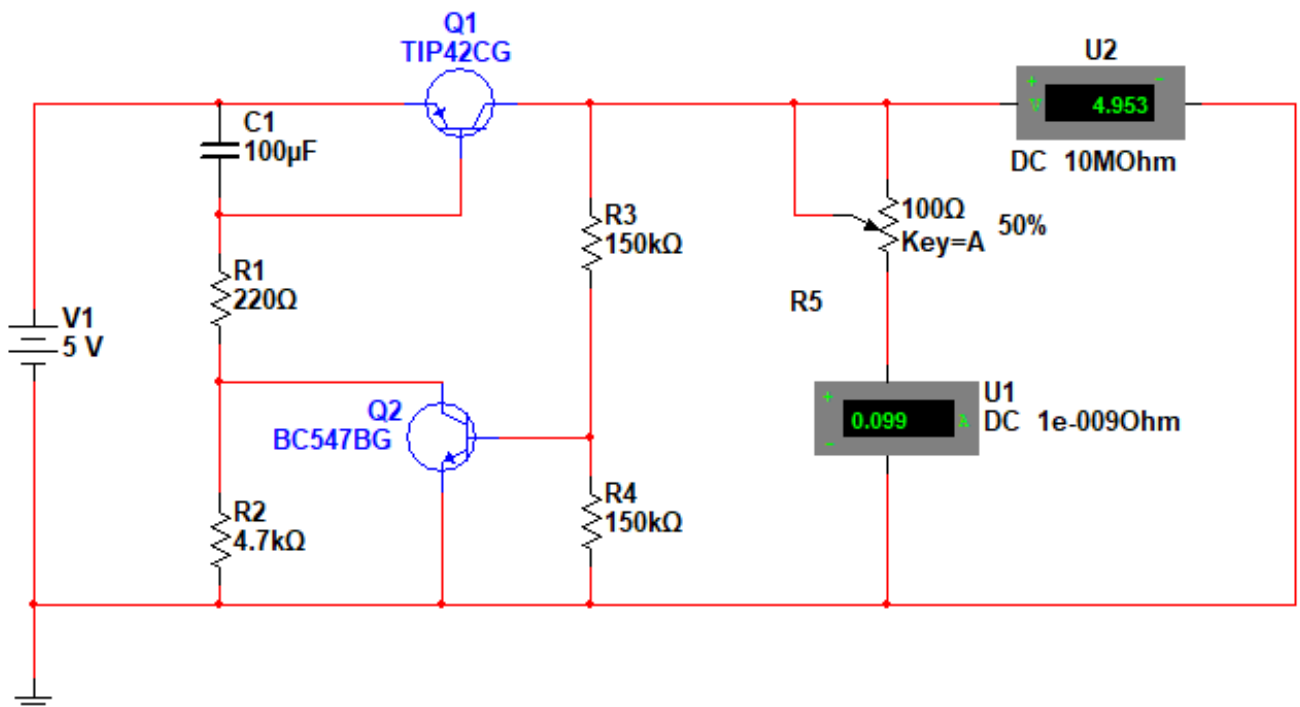 Q1
TIP42CG
U2
+ -
V 4.953
DC 10MOhm
C1
100µF
R3
150kΩ
100Ω
Key=A
50%
R1
220Ω
R5
V1
5 V
U1
DC 1e-009Ohm
+
0.099 A
-
Q2
BC547BG
R2
4.7kΩ
R4
150kΩ